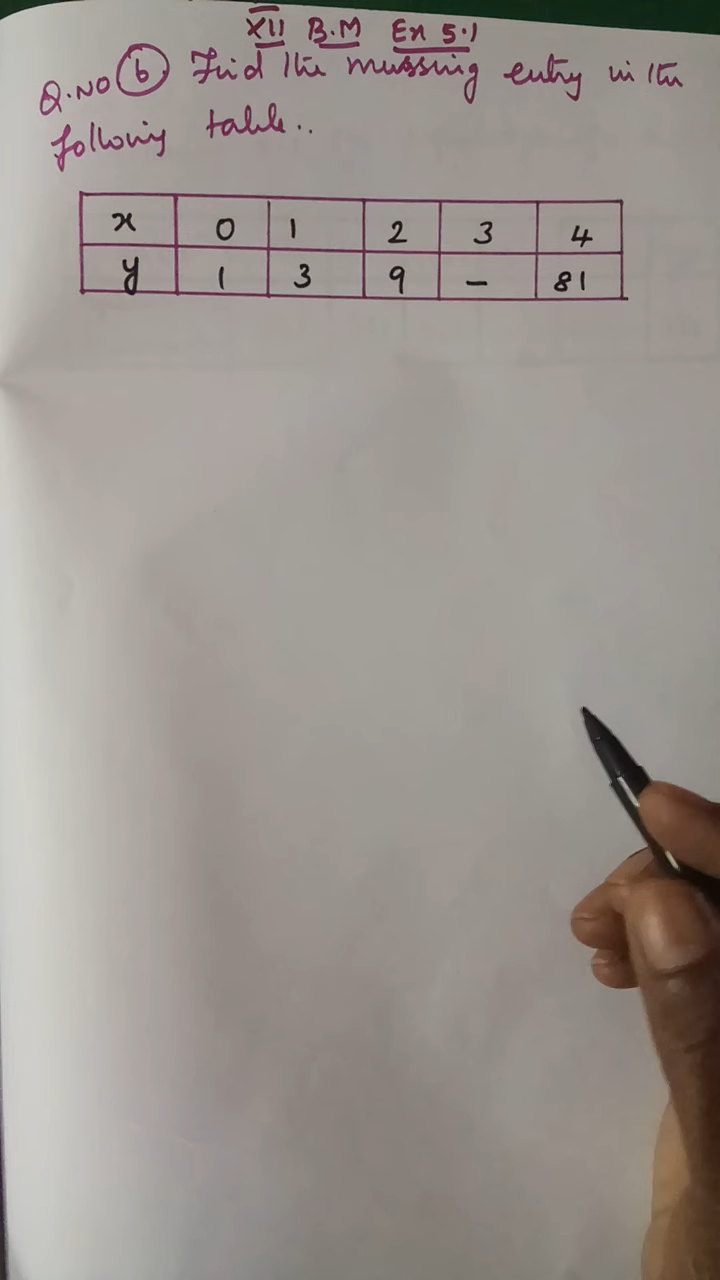 XII B.M Ex 5.1
Q.NO 6 Find the missing entry in the
following table..
x 0 1 2 3 4
y 1 3 9 - 81